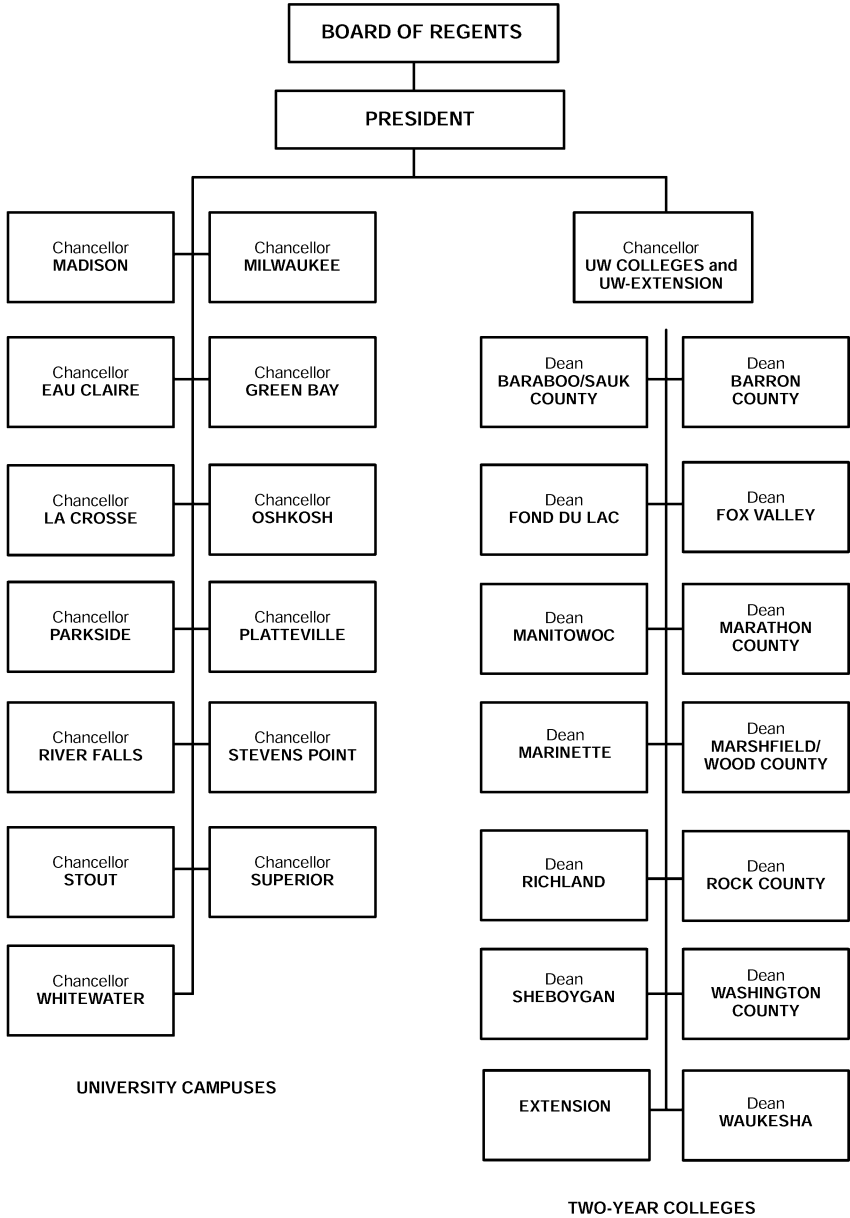 BOARD OF REGENTS
PRESIDENT
Chancellor
MADISON
Chancellor
MILWAUKEE
Chancellor
EAU CLAIRE
Chancellor
GREEN BAY
Chancellor
LA CROSSE
Chancellor
OSHKOSH
Chancellor
PARKSIDE
Chancellor
PLATTEVILLE
Chancellor
RIVER FALLS
Chancellor
STEVENS POINT
Chancellor
STOUT
Chancellor
SUPERIOR
Chancellor
WHITEWATER
UNIVERSITY CAMPUSES
Chancellor
UW COLLEGES and
UW-EXTENSION
Dean
BARABOO/SAUK
COUNTY
Dean
BARRON
COUNTY
Dean
FOND DU LAC
Dean
FOX VALLEY
Dean
MANITOWOC
Dean
MARATHON
COUNTY
Dean
MARINETTE
Dean
MARSHFIELD/
WOOD COUNTY
Dean
RICHLAND
Dean
ROCK COUNTY
Dean
SHEBOYGAN
Dean
WASHINGTON
COUNTY
EXTENSION
Dean
WAUKESHA
TWO-YEAR COLLEGES